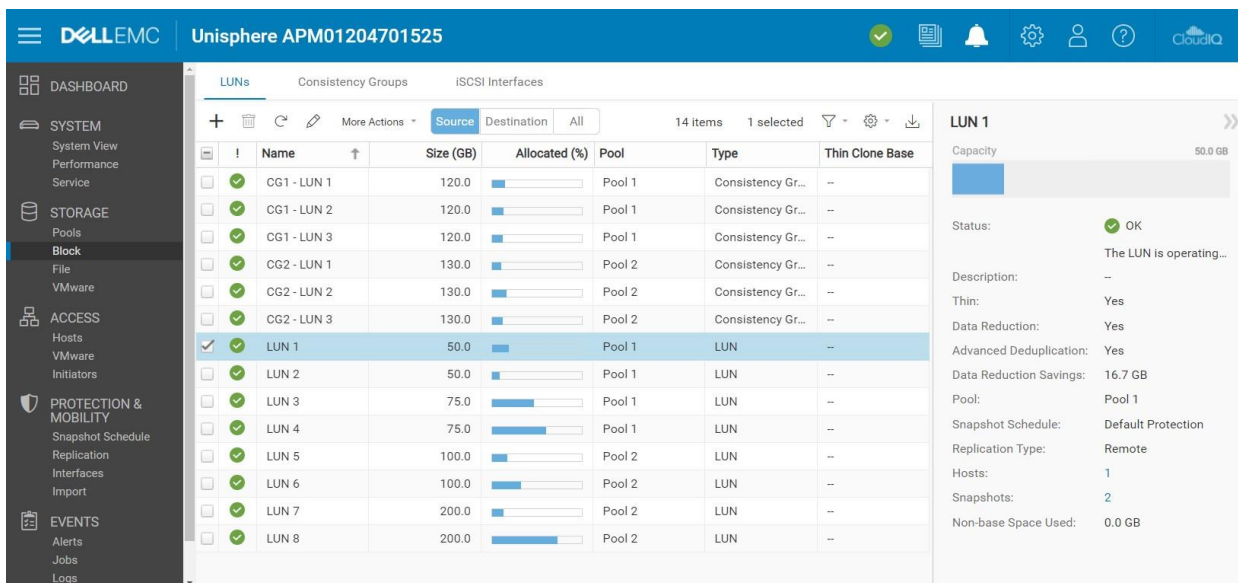 DELLEMC Unisphere APM01204701525 CloudIQ
DASHBOARD
SYSTEM
System View
Performance
Service
STORAGE
Pools
Block
File
VMware
ACCESS
Hosts
VMware
Initiators
PROTECTION &
MOBILITY
Snapshot Schedule
Replication
Interfaces
Import
EVENTS
Alerts
Jobs
Logs
LUNs Consistency Groups iSCSI Interfaces
More Actions Source Destination All 14 items 1 selected
! Name Size (GB) Allocated (%) Pool Type Thin Clone Base
CG1 - LUN 1 120.0 Pool 1 Consistency Gr... --
CG1 - LUN 2 120.0 Pool 1 Consistency Gr... --
CG1 - LUN 3 120.0 Pool 1 Consistency Gr... --
CG2 - LUN 1 130.0 Pool 2 Consistency Gr... --
CG2 - LUN 2 130.0 Pool 2 Consistency Gr... --
CG2 - LUN 3 130.0 Pool 2 Consistency Gr... --
LUN 1 50.0 Pool 1 LUN --
LUN 2 50.0 Pool 1 LUN --
LUN 3 75.0 Pool 1 LUN --
LUN 4 75.0 Pool 1 LUN --
LUN 5 100.0 Pool 2 LUN --
LUN 6 100.0 Pool 2 LUN --
LUN 7 200.0 Pool 2 LUN --
LUN 8 200.0 Pool 2 LUN --
LUN 1
Capacity 50.0 GB
Status: OK
The LUN is operating...
Description: --
Thin: Yes
Data Reduction: Yes
Advanced Deduplication: Yes
Data Reduction Savings: 16.7 GB
Pool: Pool 1
Snapshot Schedule: Default Protection
Replication Type: Remote
Hosts: 1
Snapshots: 2
Non-base Space Used: 0.0 GB